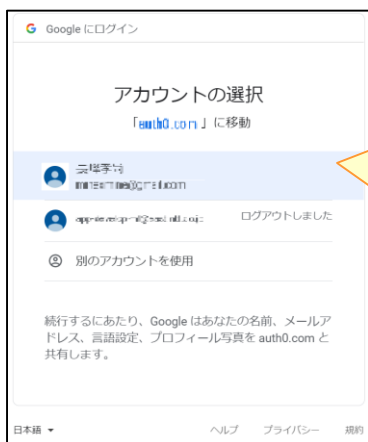 Google にログイン
アカウントの選択
「auth0.com」に移動
ログアウトしました
別のアカウントを使用
続行するにあたり、Google はあなたの名前、メールア
ドレス、言語設定、プロフィール写真を auth0.com と
共有します。
日本語 ヘルプ プライバシー 規約